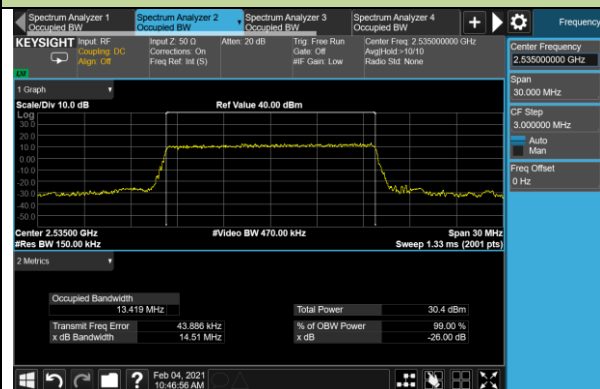 Spectrum Analyzer 1
Occupied BW
Spectrum Analyzer 2
Occupied BW
Spectrum Analyzer 3
Occupied BW
Spectrum Analyzer 4
Occupied BW
Frequency
KEYSIGHT
Input: RF
Coupling: DC
Align: Off
Input Z: 50 Ω
Corrections: On
Freq Ref: Int (S)
Atten: 20 dB
Trig: Free Run
Gate: Off
#IF Gain: Low
Center Freq: 2.535000000 GHz
Avg|Hold:>10/10
Radio Std: None
LXI
Center Frequency
2.535000000 GHz
Span
30.000 MHz
CF Step
3.000000 MHz
Auto
Man
Freq Offset
0 Hz
1 Graph
Scale/Div 10.0 dB
Ref Value 40.00 dBm
Log
30.0
20.0
10.0
0.00
-10.0
-20.0
-30.0
-40.0
-50.0
Center 2.53500 GHz
#Video BW 470.00 kHz
Span 30 MHz
#Res BW 150.00 kHz
Sweep 1.33 ms (2001 pts)
2 Metrics
Occupied Bandwidth
13.419 MHz
Total Power
30.4 dBm
Transmit Freq Error
43.886 kHz
% of OBW Power
99.00 %
x dB Bandwidth
14.51 MHz
x dB
-26.00 dB
Feb 04, 2021
10:46:56 AM